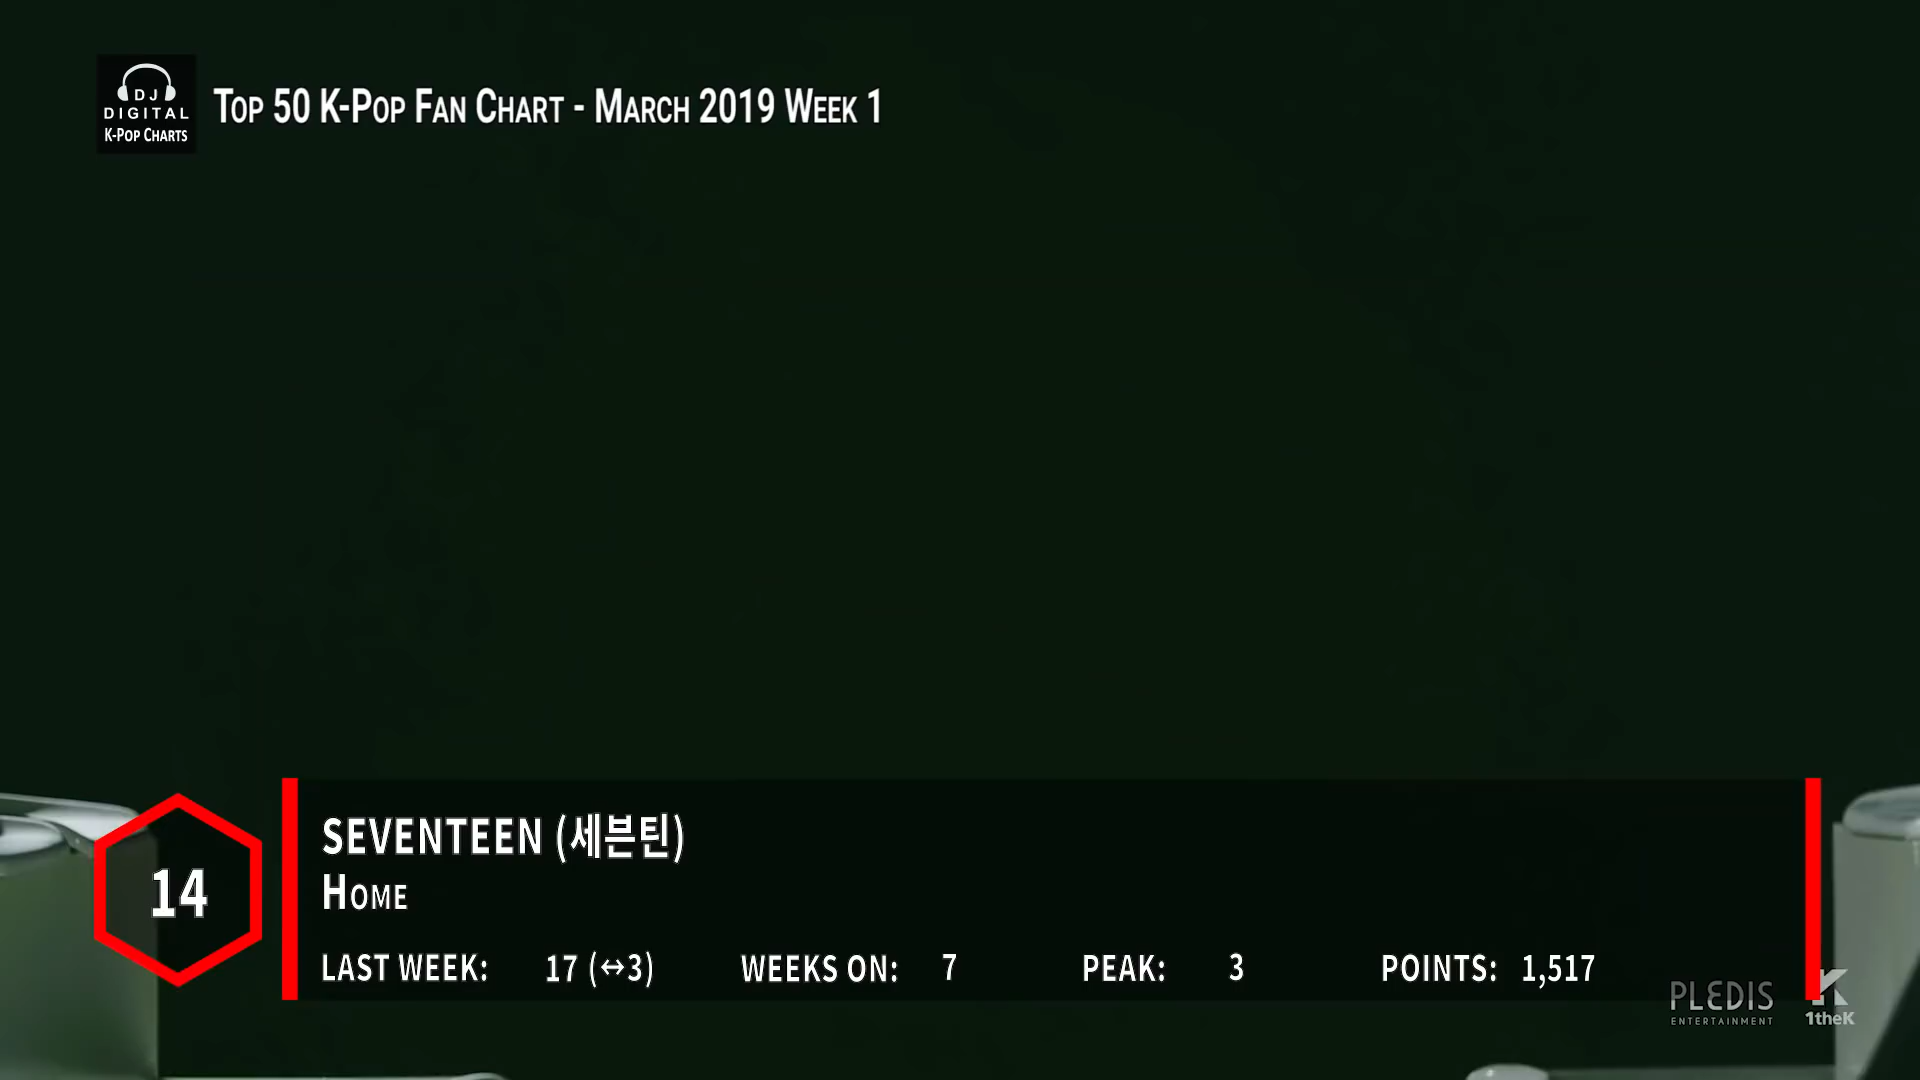 DJ
DIGITAL
K-Pop Charts
Top 50 K-Pop Fan Chart - March 2019 Week 1
14
SEVENTEEN (세븐틴)
Home
LAST WEEK: 17 (↔3) WEEKS ON: 7 PEAK: 3 POINTS: 1,517
PLEDIS
ENTERTAINMENT
K
1theK